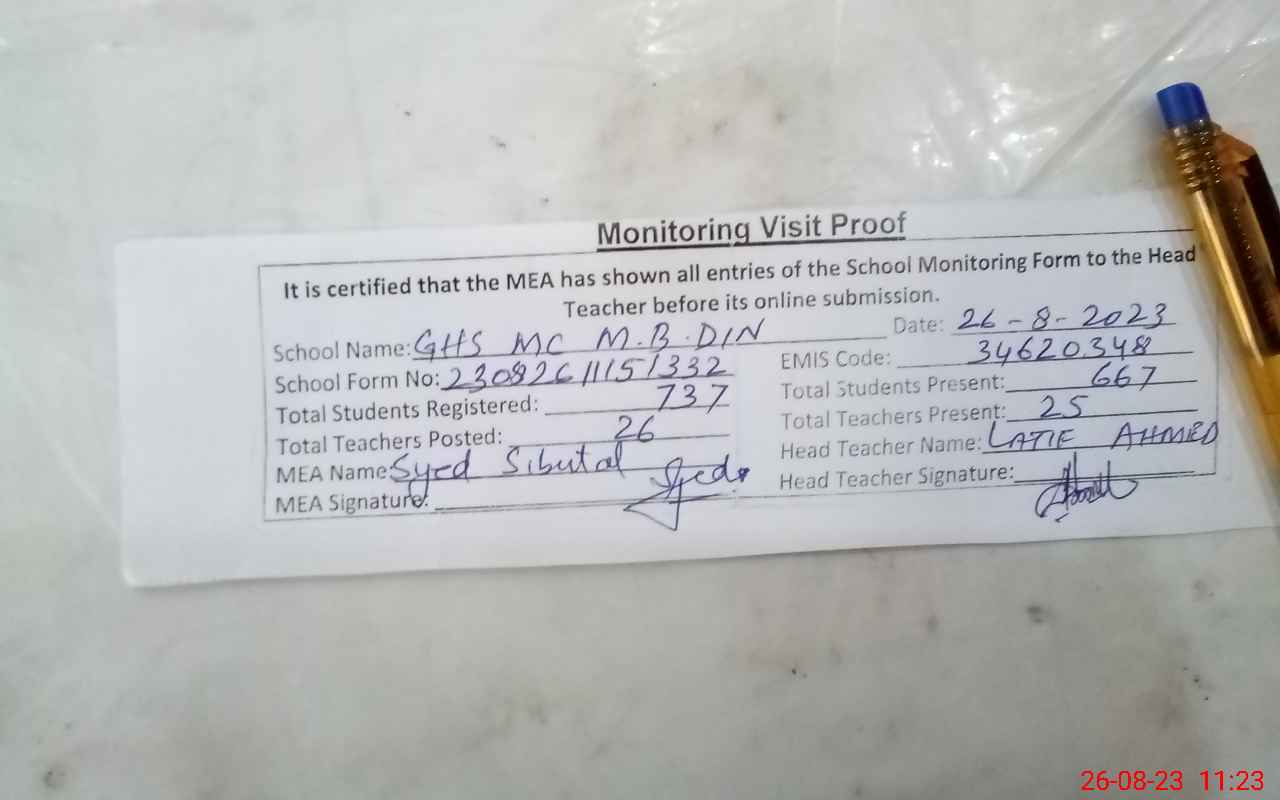 Monitoring Visit Proof
It is certified that the MEA has shown all entries of the School Monitoring Form to the Head
Teacher before its online submission.
School Name: GHS MC M.B.DIN Date: 26-8-2023
School Form No: 23082611151332 EMIS Code: 34620348
Total Students Registered: 737 Total Students Present: 667
Total Teachers Posted: 26 Total Teachers Present: 25
MEA Name: Syed Sibutal Head Teacher Name: LATIF AHMED
MEA Signature: Syed Head Teacher Signature:
26-08-23 11:23